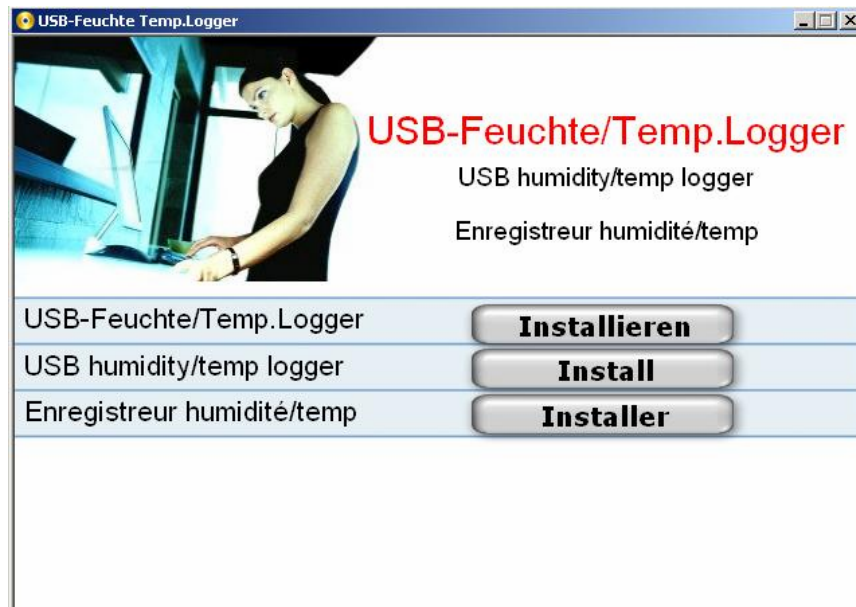 USB-Feuchte Temp.Logger
USB-Feuchte/Temp.Logger
USB humidity/temp logger
Enregistreur humidité/temp
USB-Feuchte/Temp.Logger Installieren
USB humidity/temp logger Install
Enregistreur humidité/temp Installer